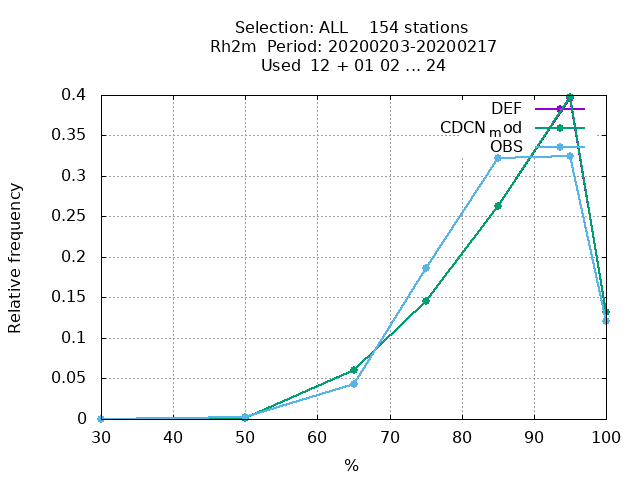 Selection: ALL    154 stations
Rh2m  Period: 20200203-20200217
Used  12 + 01 02 ... 24
DEF
CDCN_mod
OBS
0.4
0.35
0.3
0.25
0.2
0.15
0.1
0.05
0
Relative frequency
30 40 50 60 70 80 90 100
%